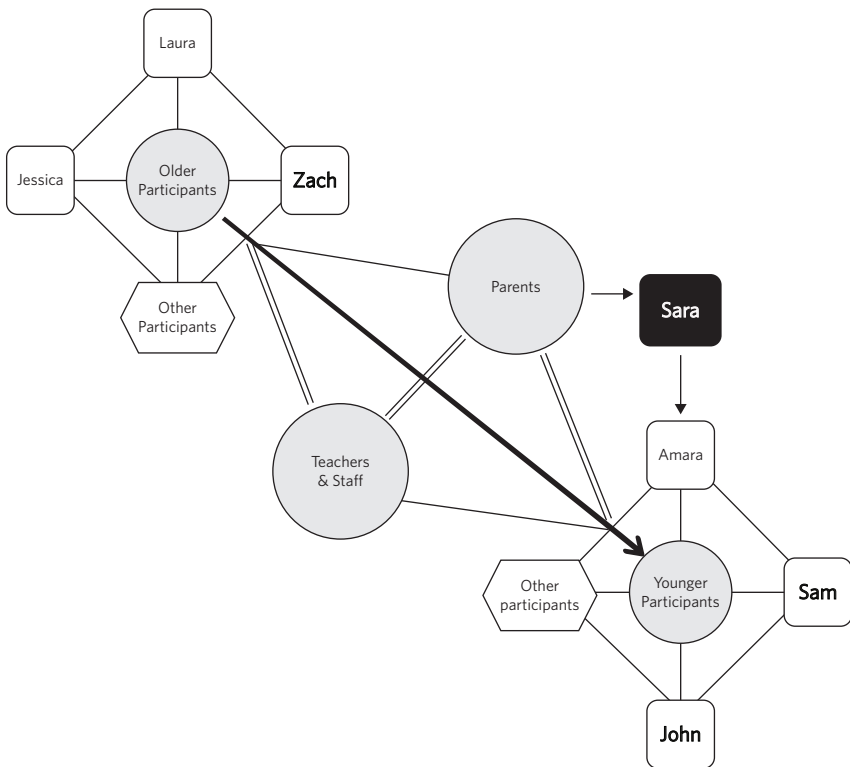 Laura
Jessica
Older
Participants
Zach
Other
Participants
Parents
Sara
Teachers
& Staff
Amara
Other
participants
Younger
Participants
Sam
John